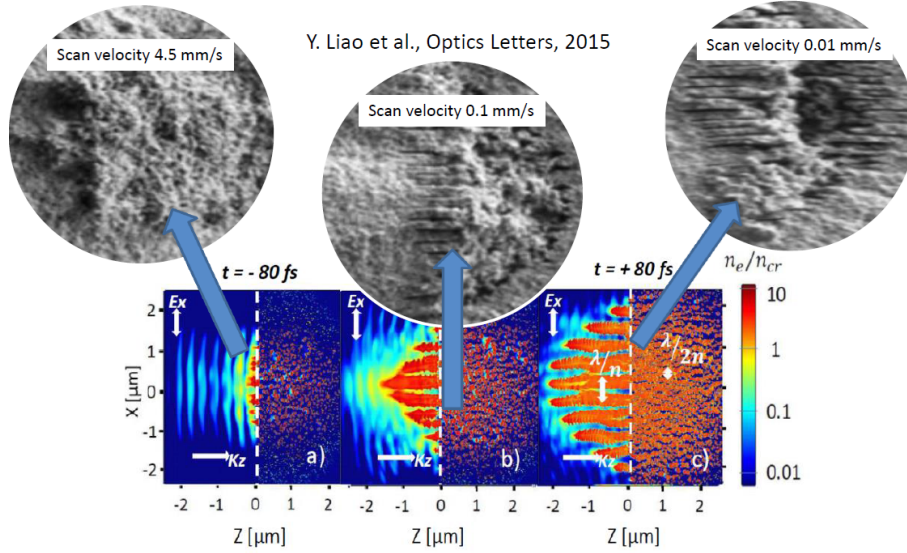 Y. Liao et al., Optics Letters, 2015
Scan velocity 4.5 mm/s
Scan velocity 0.1 mm/s
Scan velocity 0.01 mm/s
t = - 80 fs
t = + 80 fs
n_e/n_cr
Ex
Ex
Ex
λ/n
λ/2n
X [µm]
2
1
0
-1
-2
Kz
Kz
Kz
a)
b)
c)
10
1
0.1
0.01
-2 -1 0 1 2
-2 -1 0 1 2
-2 -1 0 1 2
Z [µm]
Z [µm]
Z [µm]